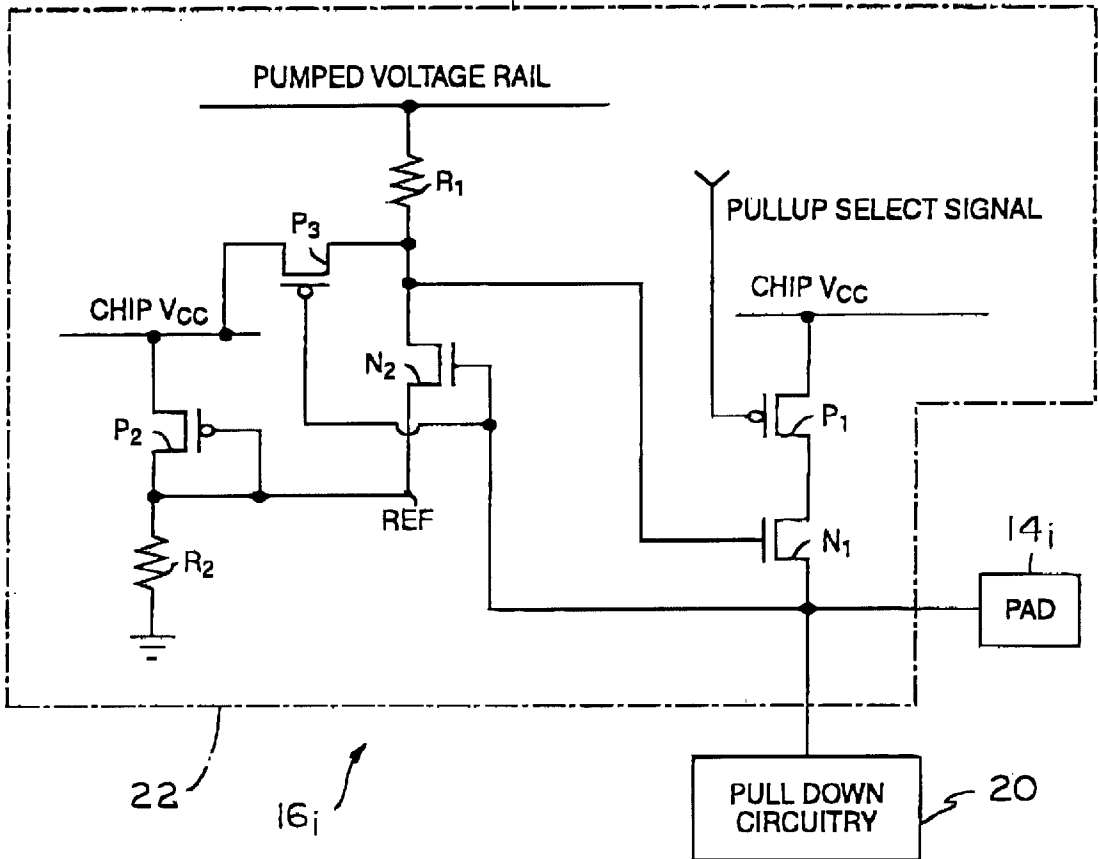 PUMPED VOLTAGE RAIL
R1
PULLUP SELECT SIGNAL
P3
CHIP VCC
CHIP VCC
N2
P2
P1
REF
R2
N1
14i
PAD
22
16i
PULL DOWN
CIRCUITRY
20